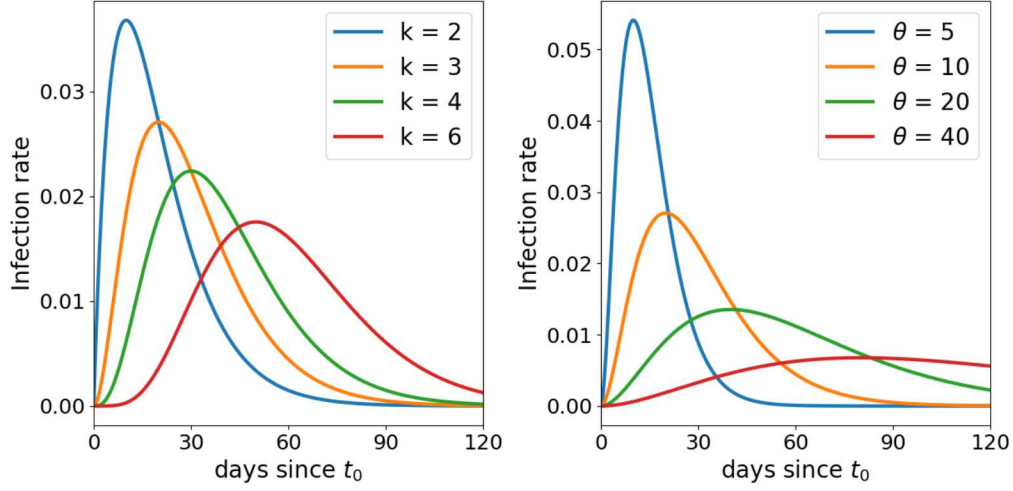 k = 2
k = 3
k = 4
k = 6
0.03
0.02
0.01
0.00
Infection rate
0
30
60
90
120
days since t₀
θ = 5
θ = 10
θ = 20
θ = 40
0.05
0.04
0.03
0.02
0.01
0.00
Infection rate
0
30
60
90
120
days since t₀